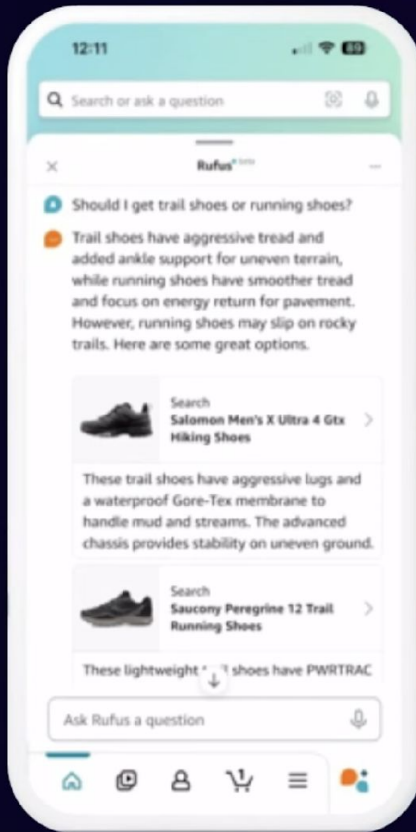 12:11
89
Search or ask a question
Rufus beta
Should I get trail shoes or running shoes?
Trail shoes have aggressive tread and
added ankle support for uneven terrain,
while running shoes have smoother tread
and focus on energy return for pavement.
However, running shoes may slip on rocky
trails. Here are some great options.
Search
Salomon Men's X Ultra 4 Gtx
Hiking Shoes
These trail shoes have aggressive lugs and
a waterproof Gore-Tex membrane to
handle mud and streams. The advanced
chassis provides stability on uneven ground.
Search
Saucony Peregrine 12 Trail
Running Shoes
These lightweight shoes have PWRTRAC
Ask Rufus a question
1